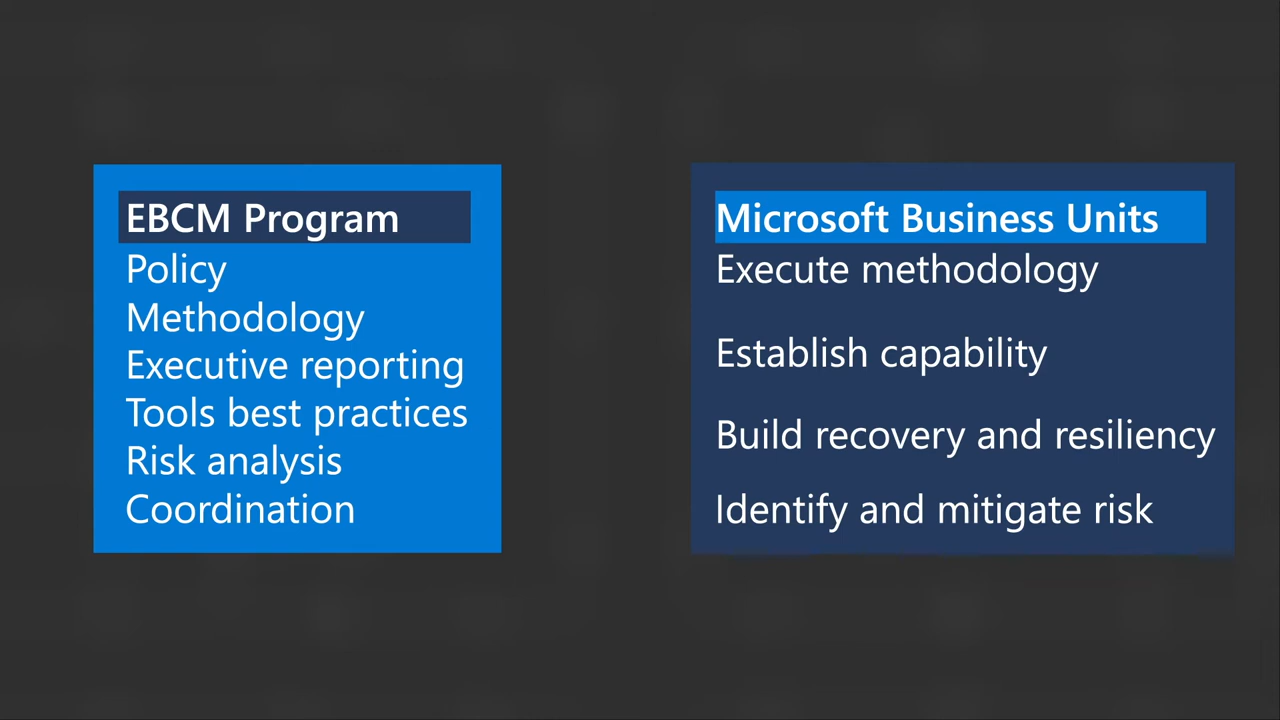 EBCM Program
Policy
Methodology
Executive reporting
Tools best practices
Risk analysis
Coordination
Microsoft Business Units
Execute methodology
Establish capability
Build recovery and resiliency
Identify and mitigate risk